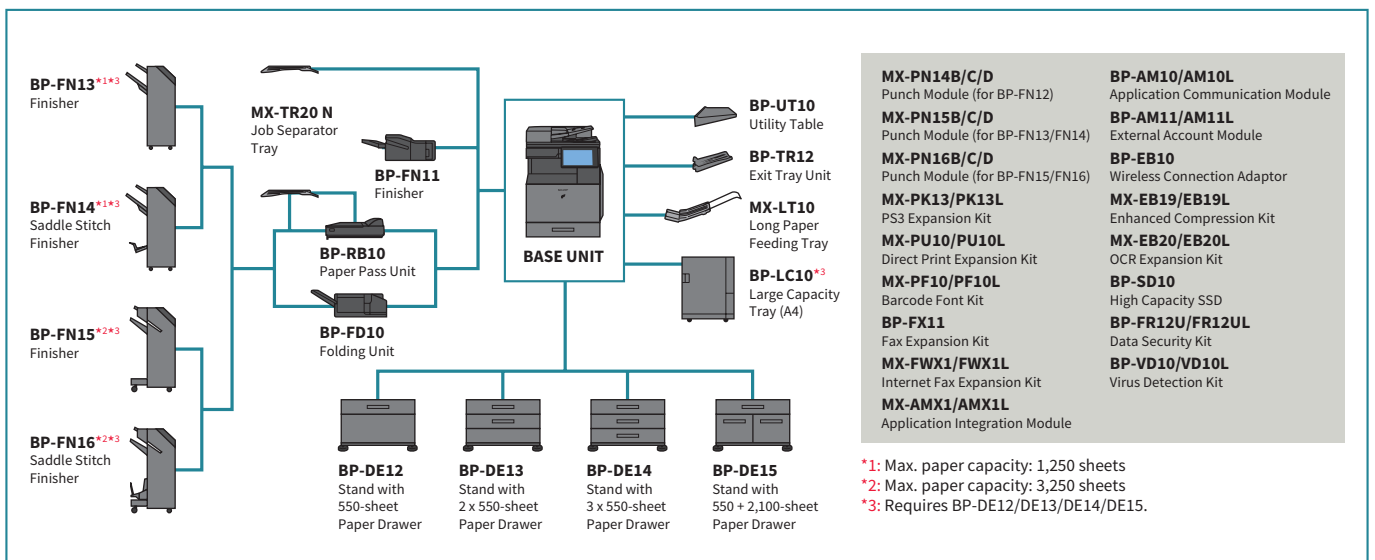 BP-FN13*1*3
Finisher
BP-FN14*1*3
Saddle Stitch
Finisher
BP-FN15*2*3
Finisher
BP-FN16*2*3
Saddle Stitch
Finisher
MX-TR20 N
Job Separator
Tray
BP-FN11
Finisher
BP-RB10
Paper Pass Unit
BP-FD10
Folding Unit
BASE UNIT
BP-UT10
Utility Table
BP-TR12
Exit Tray Unit
MX-LT10
Long Paper
Feeding Tray
BP-LC10*3
Large Capacity
Tray (A4)
BP-DE12
Stand with
550-sheet
Paper Drawer
BP-DE13
Stand with
2 x 550-sheet
Paper Drawer
BP-DE14
Stand with
3 x 550-sheet
Paper Drawer
BP-DE15
Stand with
550 + 2,100-sheet
Paper Drawer
MX-PN14B/C/D
Punch Module (for BP-FN12)
MX-PN15B/C/D
Punch Module (for BP-FN13/FN14)
MX-PN16B/C/D
Punch Module (for BP-FN15/FN16)
MX-PK13/PK13L
PS3 Expansion Kit
MX-PU10/PU10L
Direct Print Expansion Kit
MX-PF10/PF10L
Barcode Font Kit
BP-FX11
Fax Expansion Kit
MX-FWX1/FWX1L
Internet Fax Expansion Kit
MX-AMX1/AMX1L
Application Integration Module
BP-AM10/AM10L
Application Communication Module
BP-AM11/AM11L
External Account Module
BP-EB10
Wireless Connection Adaptor
MX-EB19/EB19L
Enhanced Compression Kit
MX-EB20/EB20L
OCR Expansion Kit
BP-SD10
High Capacity SSD
BP-FR12U/FR12UL
Data Security Kit
BP-VD10/VD10L
Virus Detection Kit
*1: Max. paper capacity: 1,250 sheets
*2: Max. paper capacity: 3,250 sheets
*3: Requires BP-DE12/DE13/DE14/DE15.